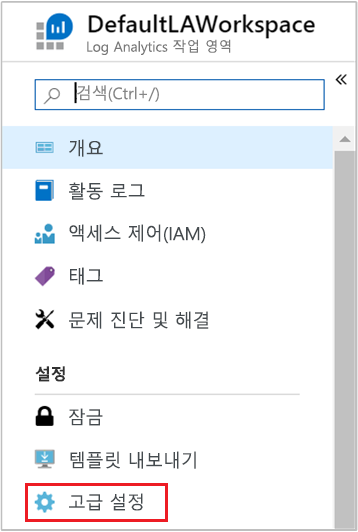 DefaultLAWorkspace
Log Analytics 작업 영역
검색(Ctrl+/)
개요
활동 로그
액세스 제어(IAM)
태그
문제 진단 및 해결
설정
잠금
템플릿 내보내기
고급 설정